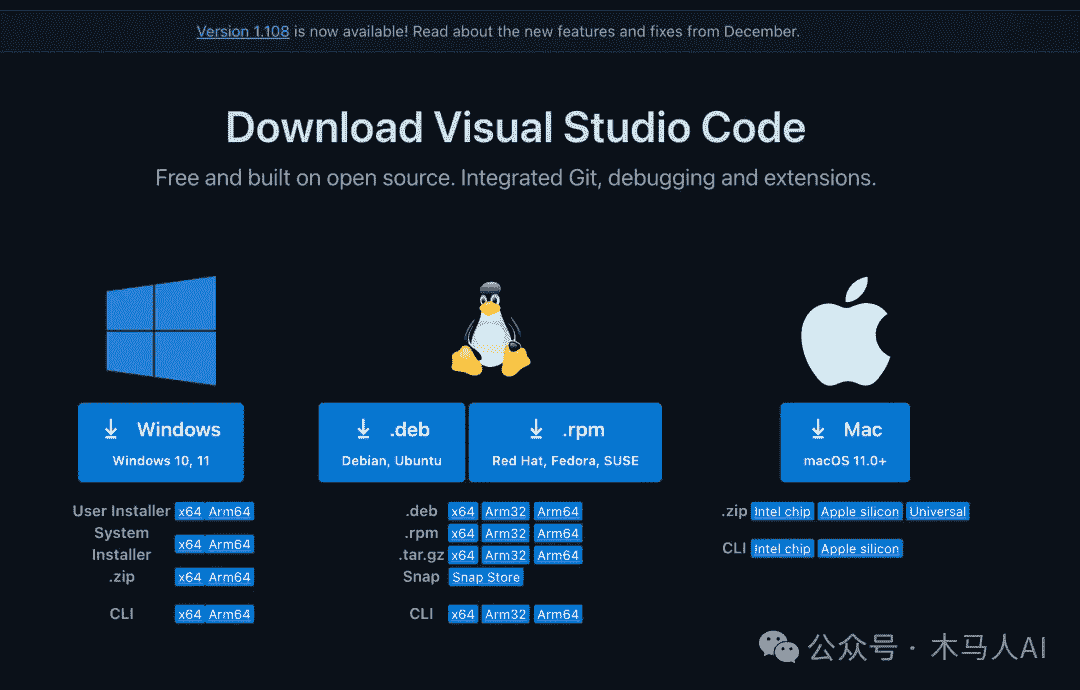 Version 1.108 is now available! Read about the new features and fixes from December.
Download Visual Studio Code
Free and built on open source. Integrated Git, debugging and extensions.
Windows
Windows 10, 11
User Installer x64 Arm64
System
Installer x64 Arm64
.zip x64 Arm64
CLI x64 Arm64
.deb
Debian, Ubuntu
.rpm
Red Hat, Fedora, SUSE
.deb x64 Arm32 Arm64
.rpm x64 Arm32 Arm64
.tar.gz x64 Arm32 Arm64
Snap Snap Store
CLI x64 Arm32 Arm64
Mac
macOS 11.0+
.zip Intel chip Apple silicon Universal
CLI Intel chip Apple silicon
公众号 · 木马人AI